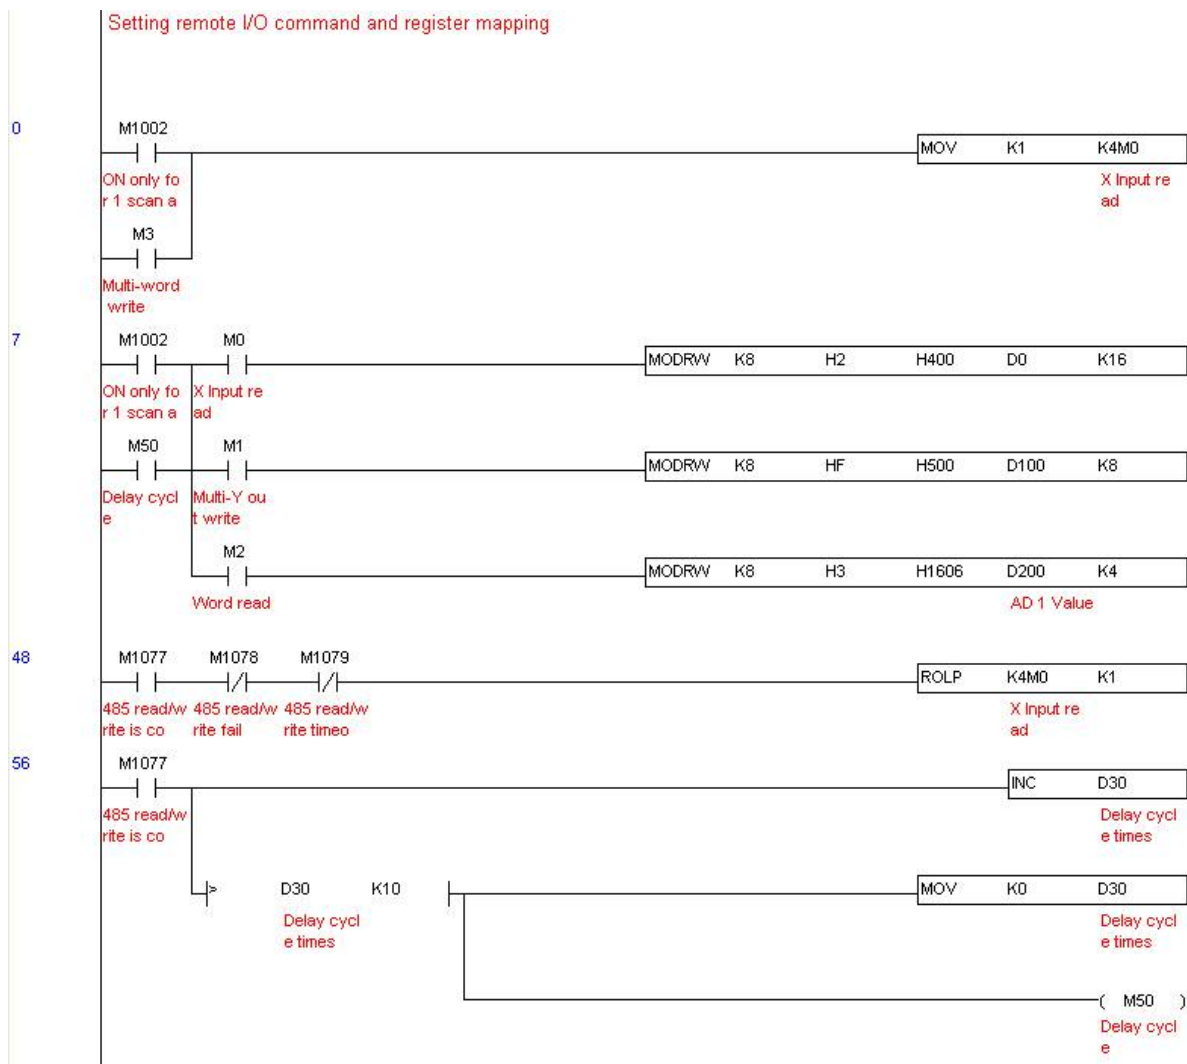 Setting remote I/O command and register mapping
0
M1002
MOV K1 K4M0
ON only fo
r 1 scan a
X Input re
ad
M3
Multi-word
write
7
M1002 M0
MODRW K8 H2 H400 D0 K16
ON only fo X Input re
r 1 scan a ad
M50 M1
MODRW K8 HF H500 D100 K8
Delay cycl Multi-Y ou
e t write
M2
MODRW K8 H3 H1606 D200 K4
Word read AD 1 Value
48
M1077 M1078 M1079
ROLP K4M0 K1
485 read/w 485 read/w 485 read/w X Input re
rite is co rite fail rite timeo ad
56
M1077
INC D30
485 read/w Delay cycl
rite is co e times
> D30 K10 MOV K0 D30
Delay cycl Delay cycl
e times e times
( M50 )
Delay cycl
e